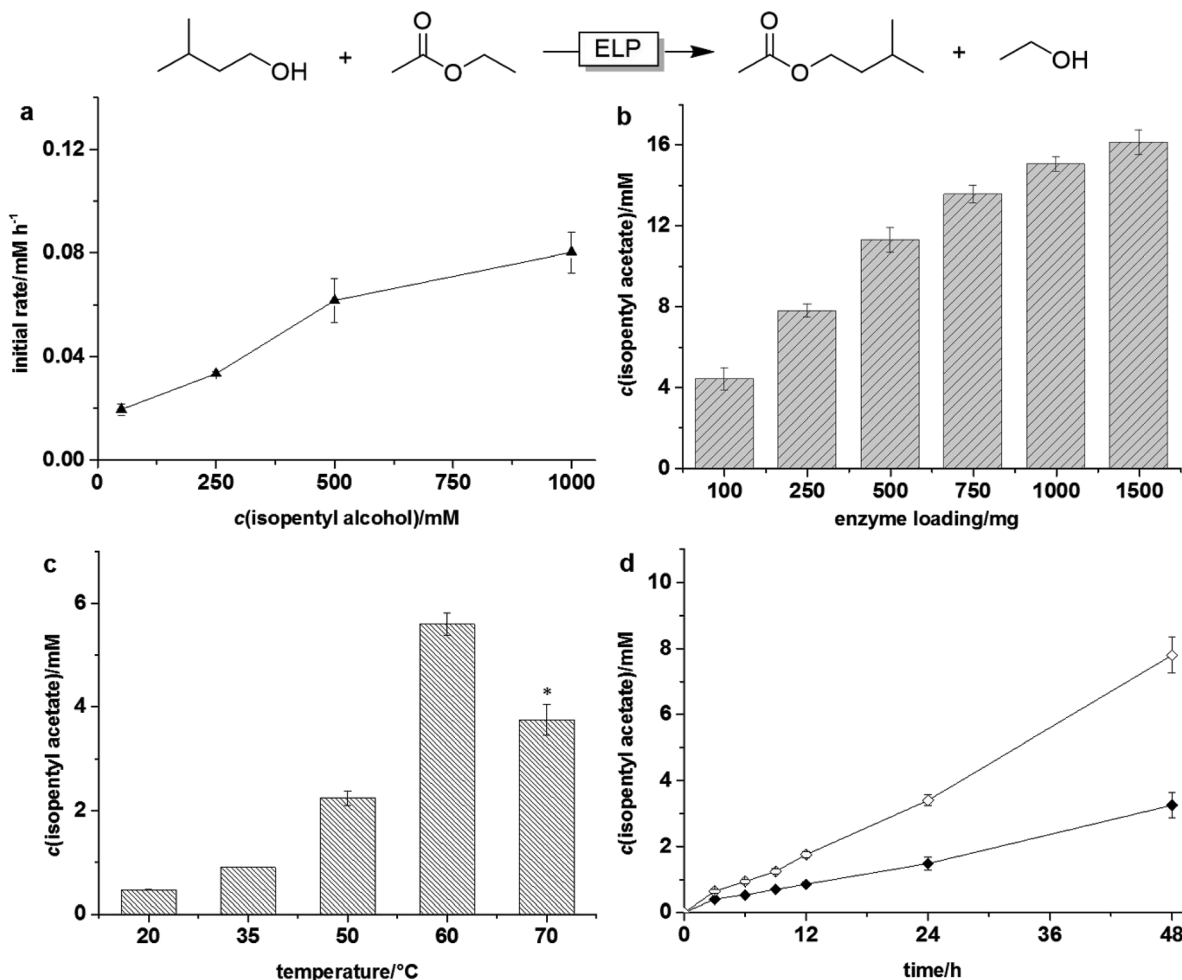 O
OH + O ELP O + OH
O O
a
0.12
0.08
0.04
0.00
initial rate/mM h⁻¹
0 250 500 750 1000
c(isopentyl alcohol)/mM
b
16
12
8
4
0
c(isopentyl acetate)/mM
100 250 500 750 1000 1500
enzyme loading/mg
c
6
4
2
0
c(isopentyl acetate)/mM
*
20 35 50 60 70
temperature/°C
d
10
8
6
4
2
0
c(isopentyl acetate)/mM
0 12 24 36 48
time/h